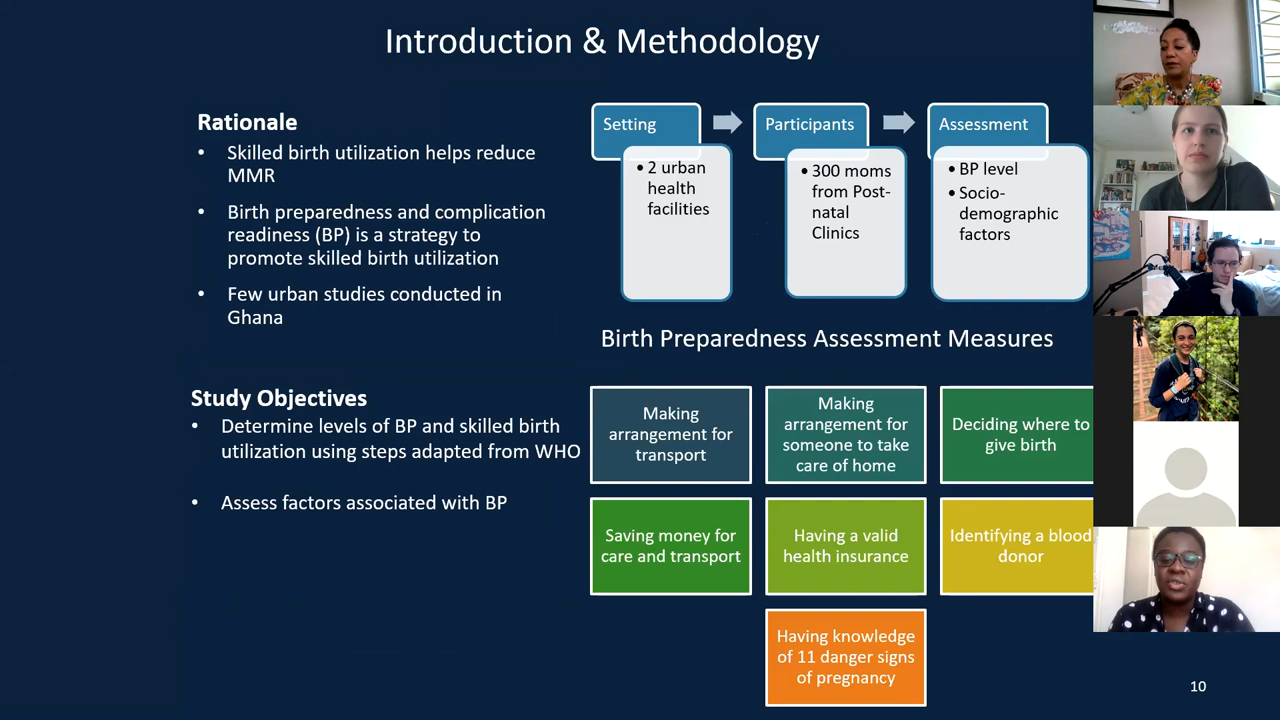 Introduction & Methodology
Rationale
• Skilled birth utilization helps reduce
MMR
• Birth preparedness and complication
readiness (BP) is a strategy to
promote skilled birth utilization
• Few urban studies conducted in
Ghana
Study Objectives
• Determine levels of BP and skilled birth
utilization using steps adapted from WHO
• Assess factors associated with BP
Setting
• 2 urban
health
facilities
Participants
• 300 moms
from Post-
natal
Clinics
Assessment
• BP level
• Socio-
demographic
factors
Birth Preparedness Assessment Measures
Making
arrangement for
transport
Making
arrangement for
someone to take
care of home
Deciding where to
give birth
Saving money for
care and transport
Having a valid
health insurance
Identifying a blood
donor
Having knowledge
of 11 danger signs
of pregnancy
10